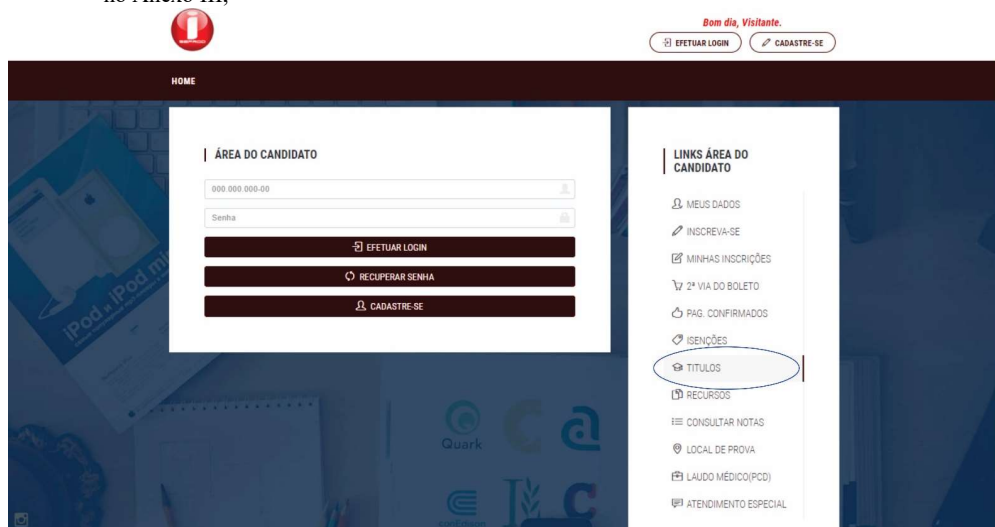 no Anexo III,
Bom dia, Visitante.
EFETUAR LOGIN
CADASTRE-SE
HOME
ÁREA DO CANDIDATO
000.000.000-00
Senha
EFETUAR LOGIN
RECUPERAR SENHA
CADASTRE-SE
LINKS ÁREA DO
CANDIDATO
MEUS DADOS
INSCREVA-SE
MINHAS INSCRIÇÕES
2ª VIA DO BOLETO
PAG. CONFIRMADOS
ISENÇÕES
TITULOS
RECURSOS
CONSULTAR NOTAS
LOCAL DE PROVA
LAUDO MÉDICO(PCD)
ATENDIMENTO ESPECIAL
iPod mi
iPod
Quark